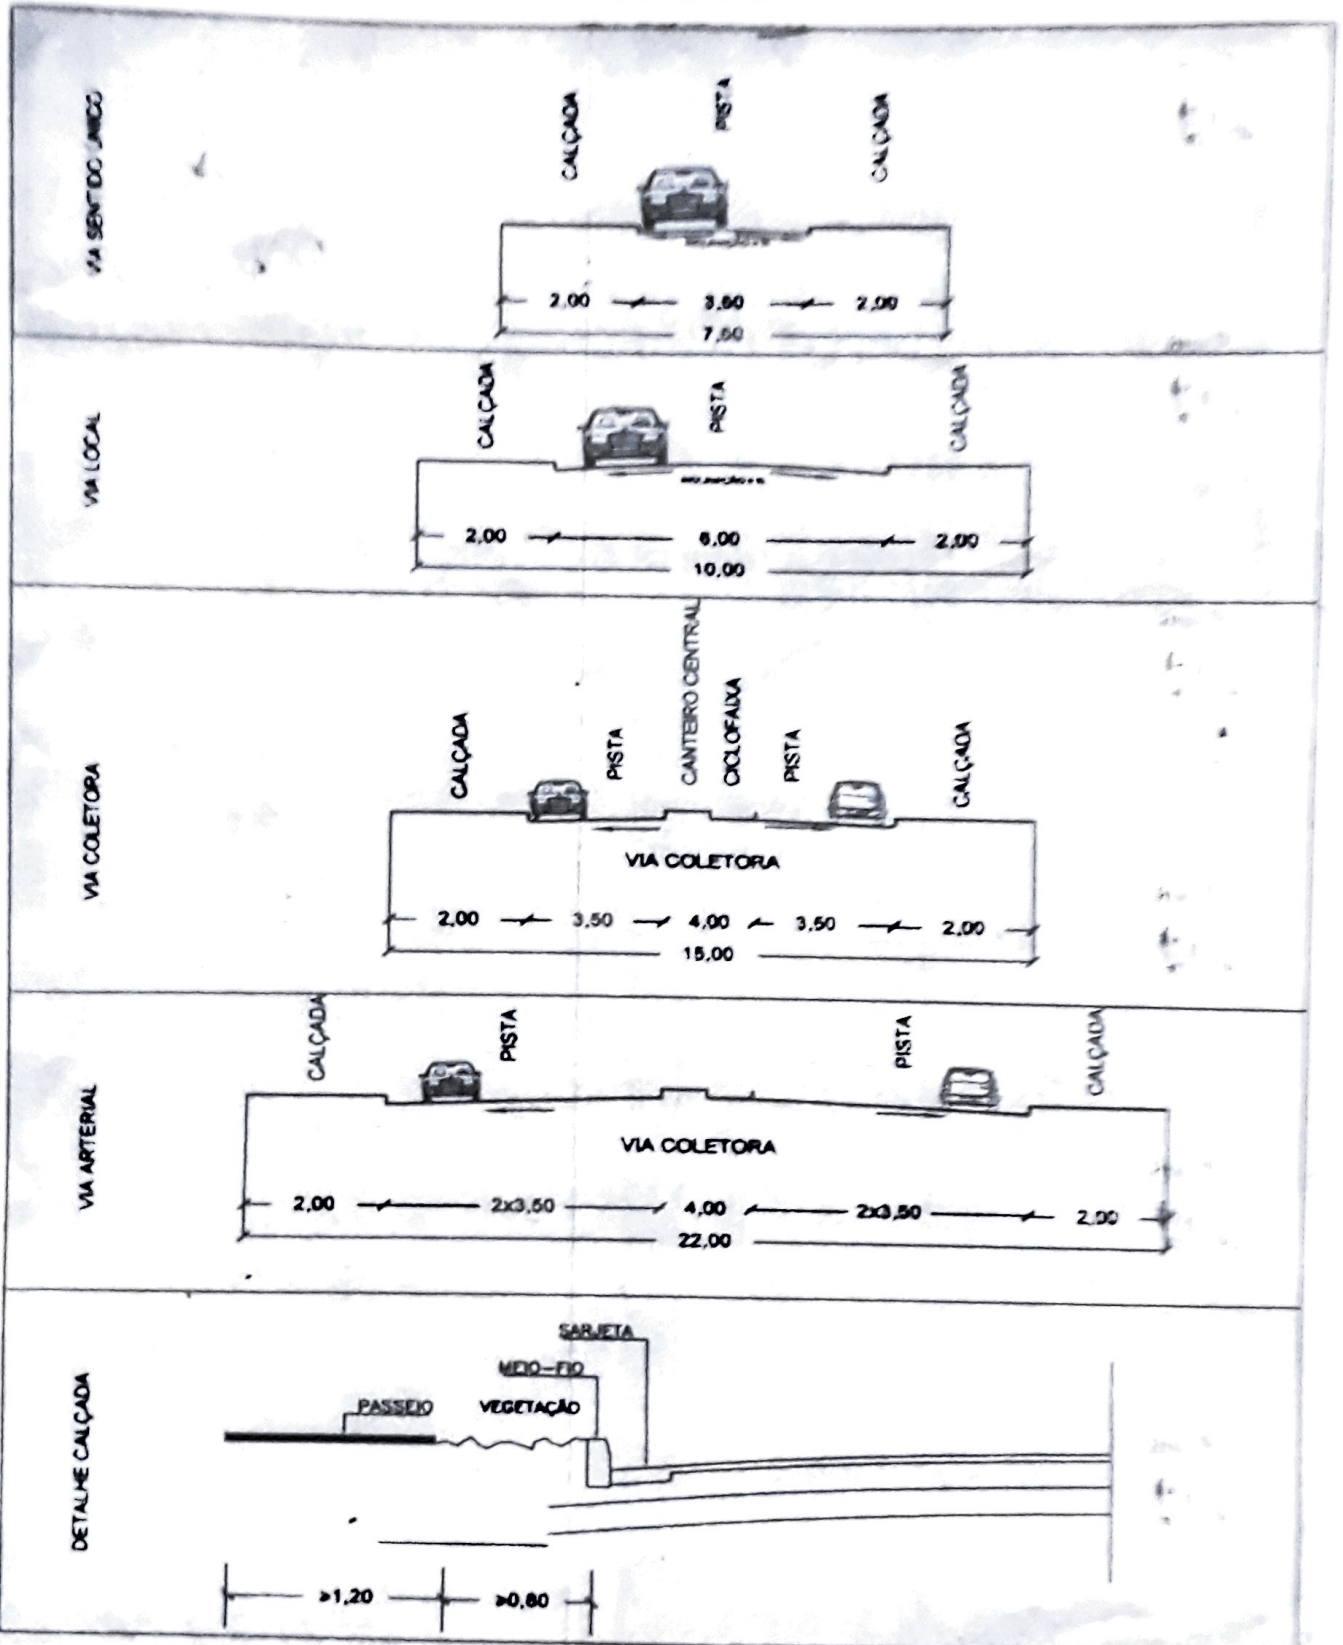 VIA SENTIDO ÚNICO
CALÇADA
PISTA
CALÇADA
2,00 3,50 2,00
7,50
VIA LOCAL
CALÇADA
PISTA
CALÇADA
2,00 6,00 2,00
10,00
VIA COLETORA
CALÇADA
PISTA
CANTEIRO CENTRAL
CICLOFAIXA
PISTA
CALÇADA
VIA COLETORA
2,00 3,50 4,00 3,50 2,00
15,00
VIA ARTERIAL
CALÇADA
PISTA
PISTA
CALÇADA
VIA COLETORA
2,00 2x3,50 4,00 2x3,50 2,00
22,00
DETALHE CALÇADA
SARJETA
MEIO-FIO
PASSEIO VEGETAÇÃO
≥1,20 ≥0,80